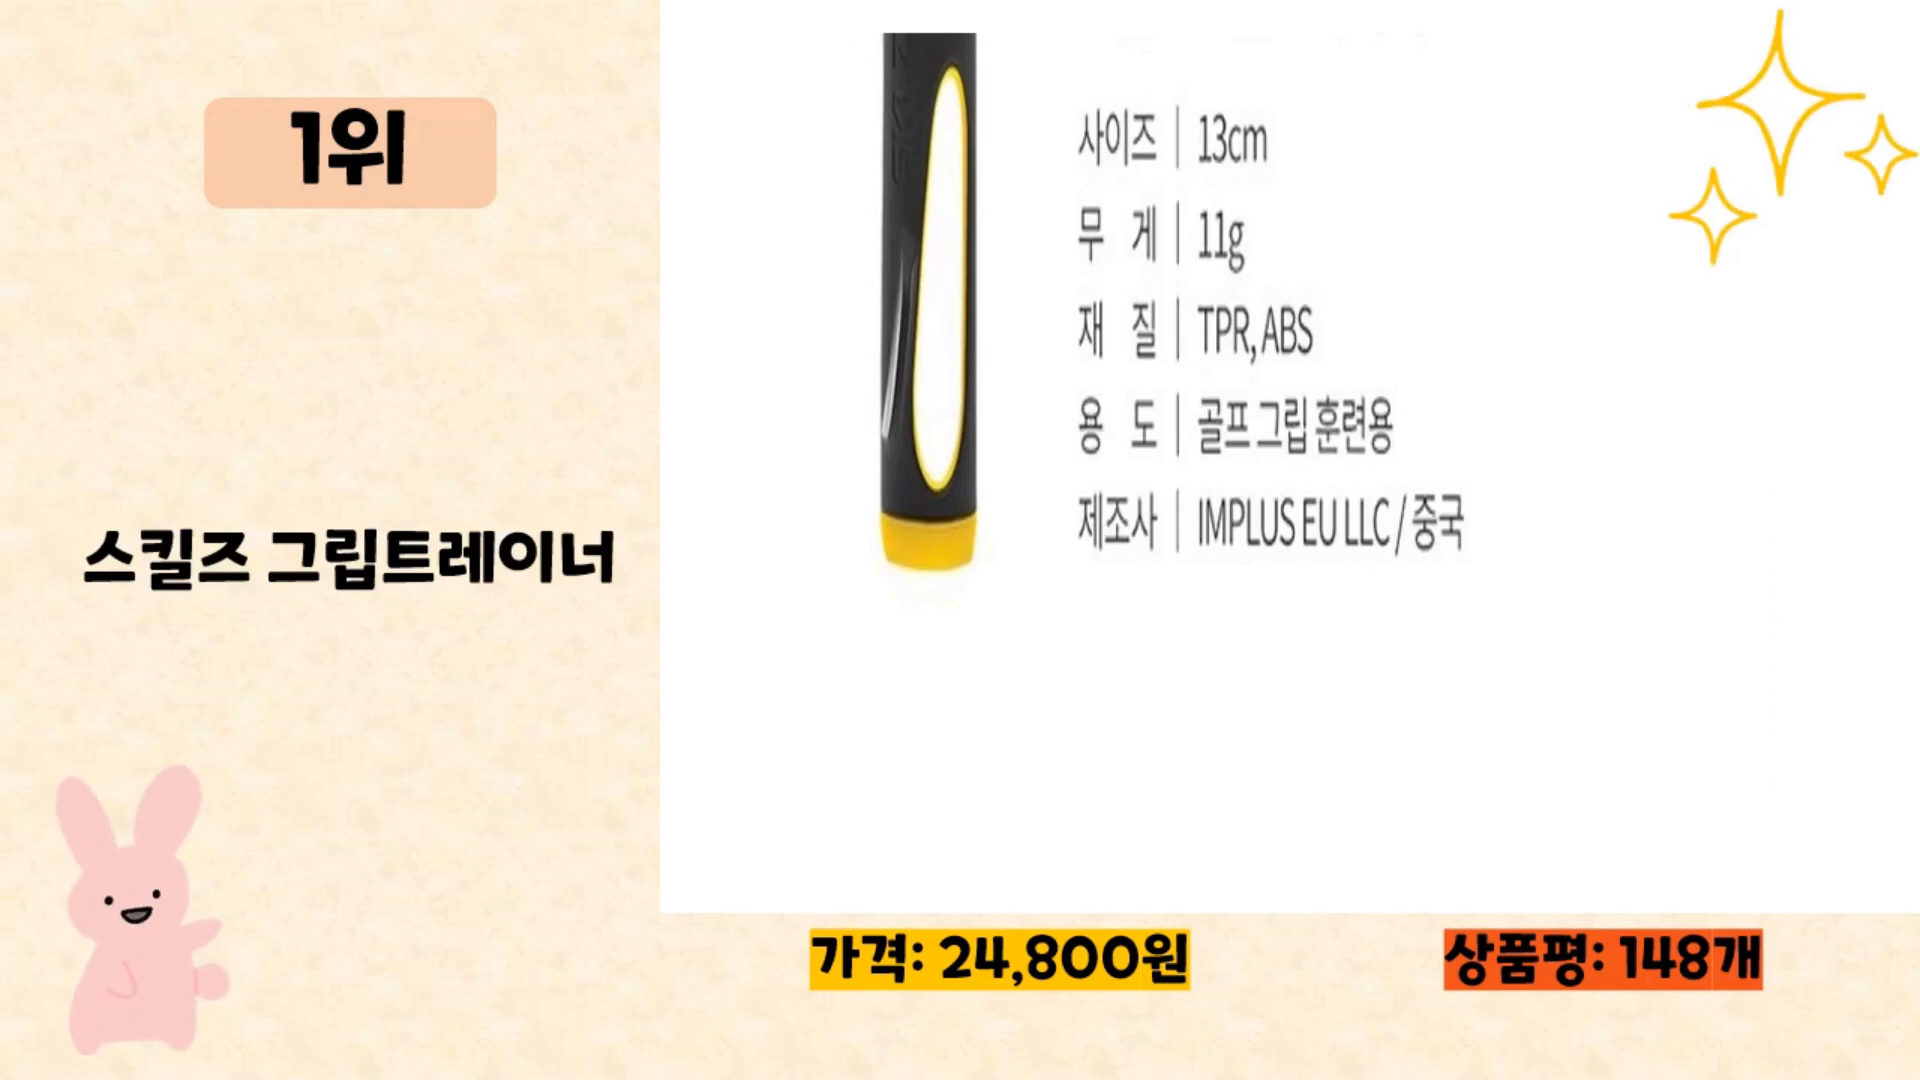 1위
스킬즈 그립트레이너
사이즈 | 13cm
무 게 | 11g
재 질 | TPR, ABS
용 도 | 골프 그립 훈련용
제조사 | IMPLUS EU LLC / 중국
가격: 24,800원
상품평: 148개